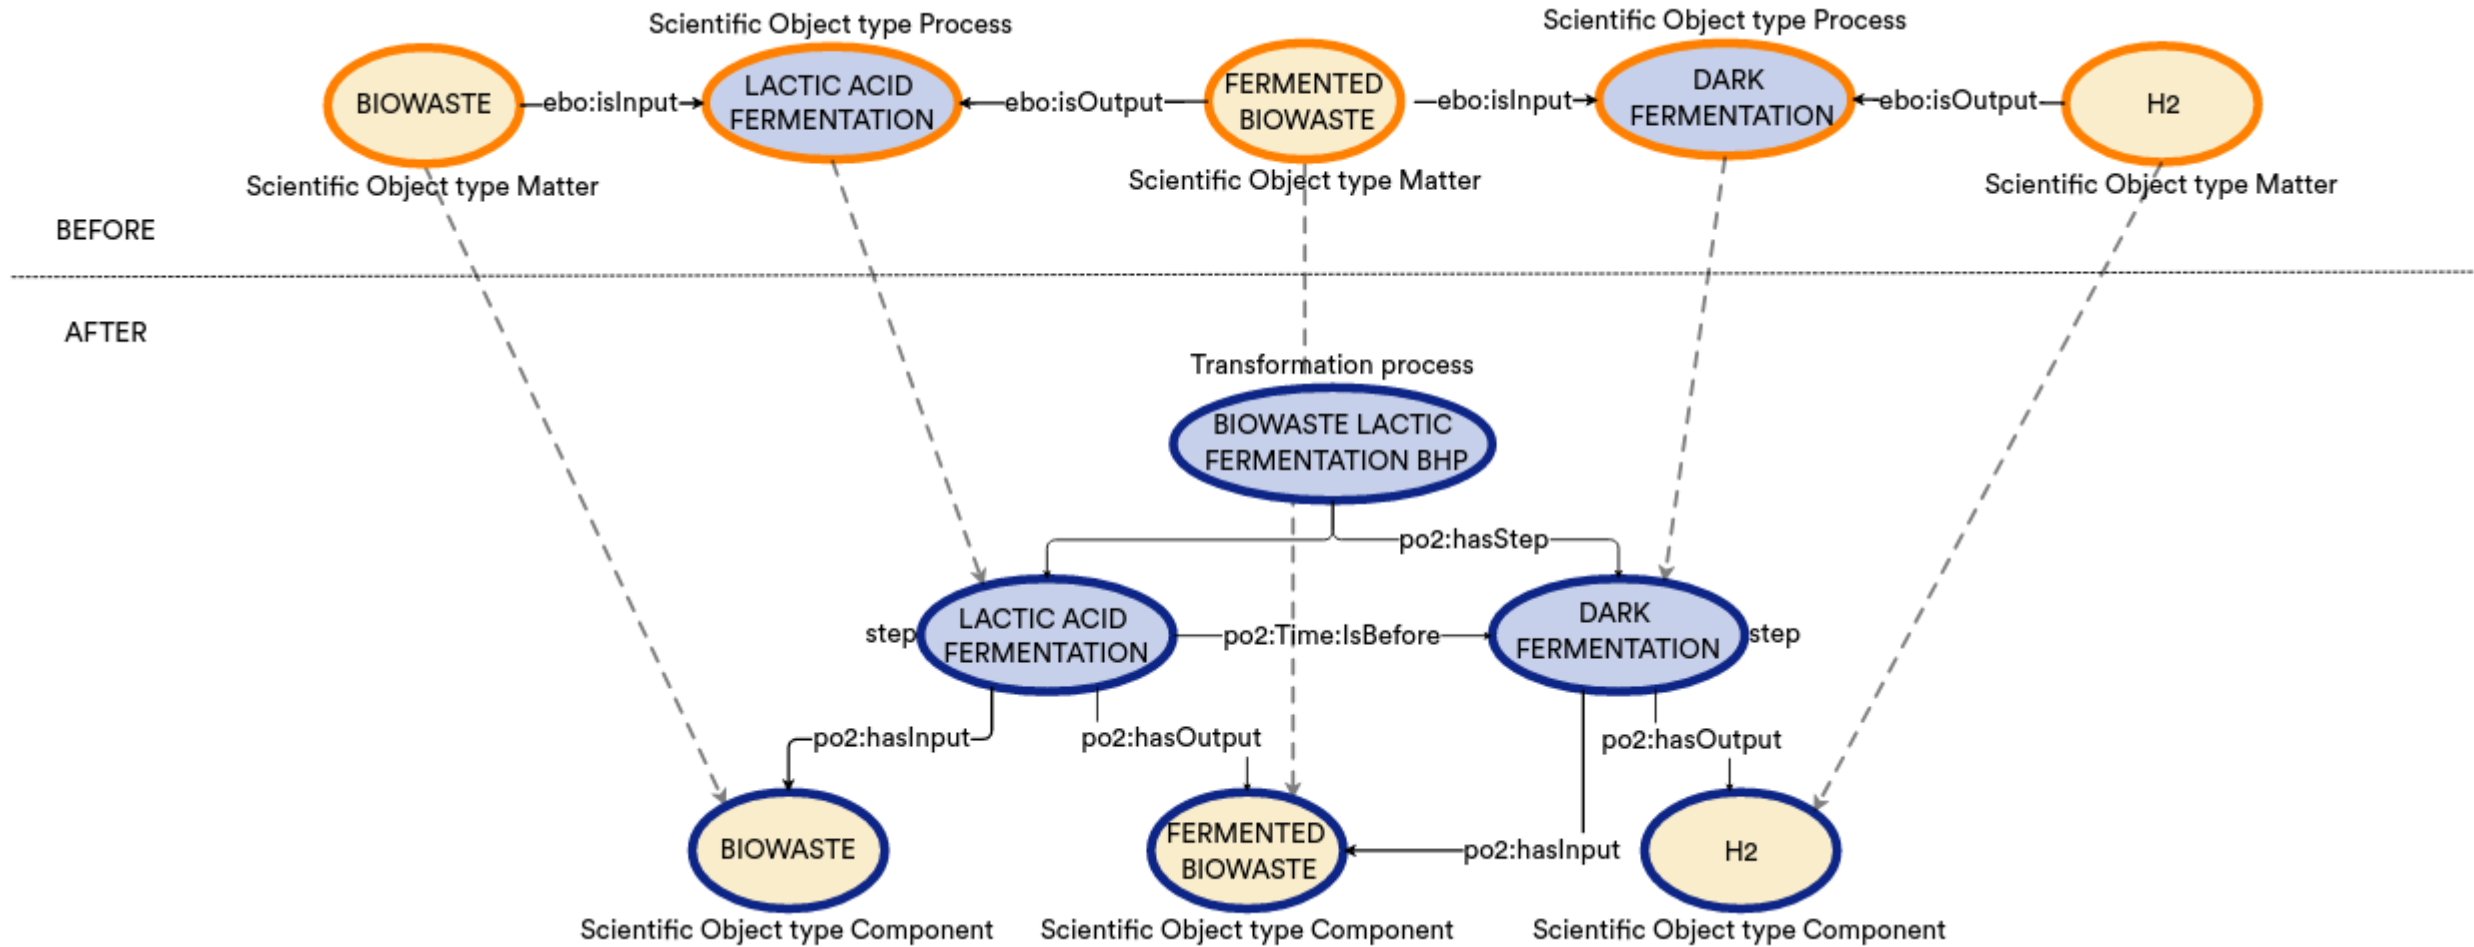 Scientific Object type Process
Scientific Object type Process
BIOWASTE
ebo:isInput
LACTIC ACID
FERMENTATION
ebo:isOutput
FERMENTED
BIOWASTE
ebo:isInput
DARK
FERMENTATION
ebo:isOutput
H2
Scientific Object type Matter
Scientific Object type Matter
Scientific Object type Matter
BEFORE
AFTER
Transformation process
BIOWASTE LACTIC
FERMENTATION BHP
po2:hasStep
step
LACTIC ACID
FERMENTATION
po2:Time:IsBefore
DARK
FERMENTATION
step
po2:hasInput
po2:hasOutput
po2:hasOutput
BIOWASTE
FERMENTED
BIOWASTE
po2:hasInput
H2
Scientific Object type Component
Scientific Object type Component
Scientific Object type Component